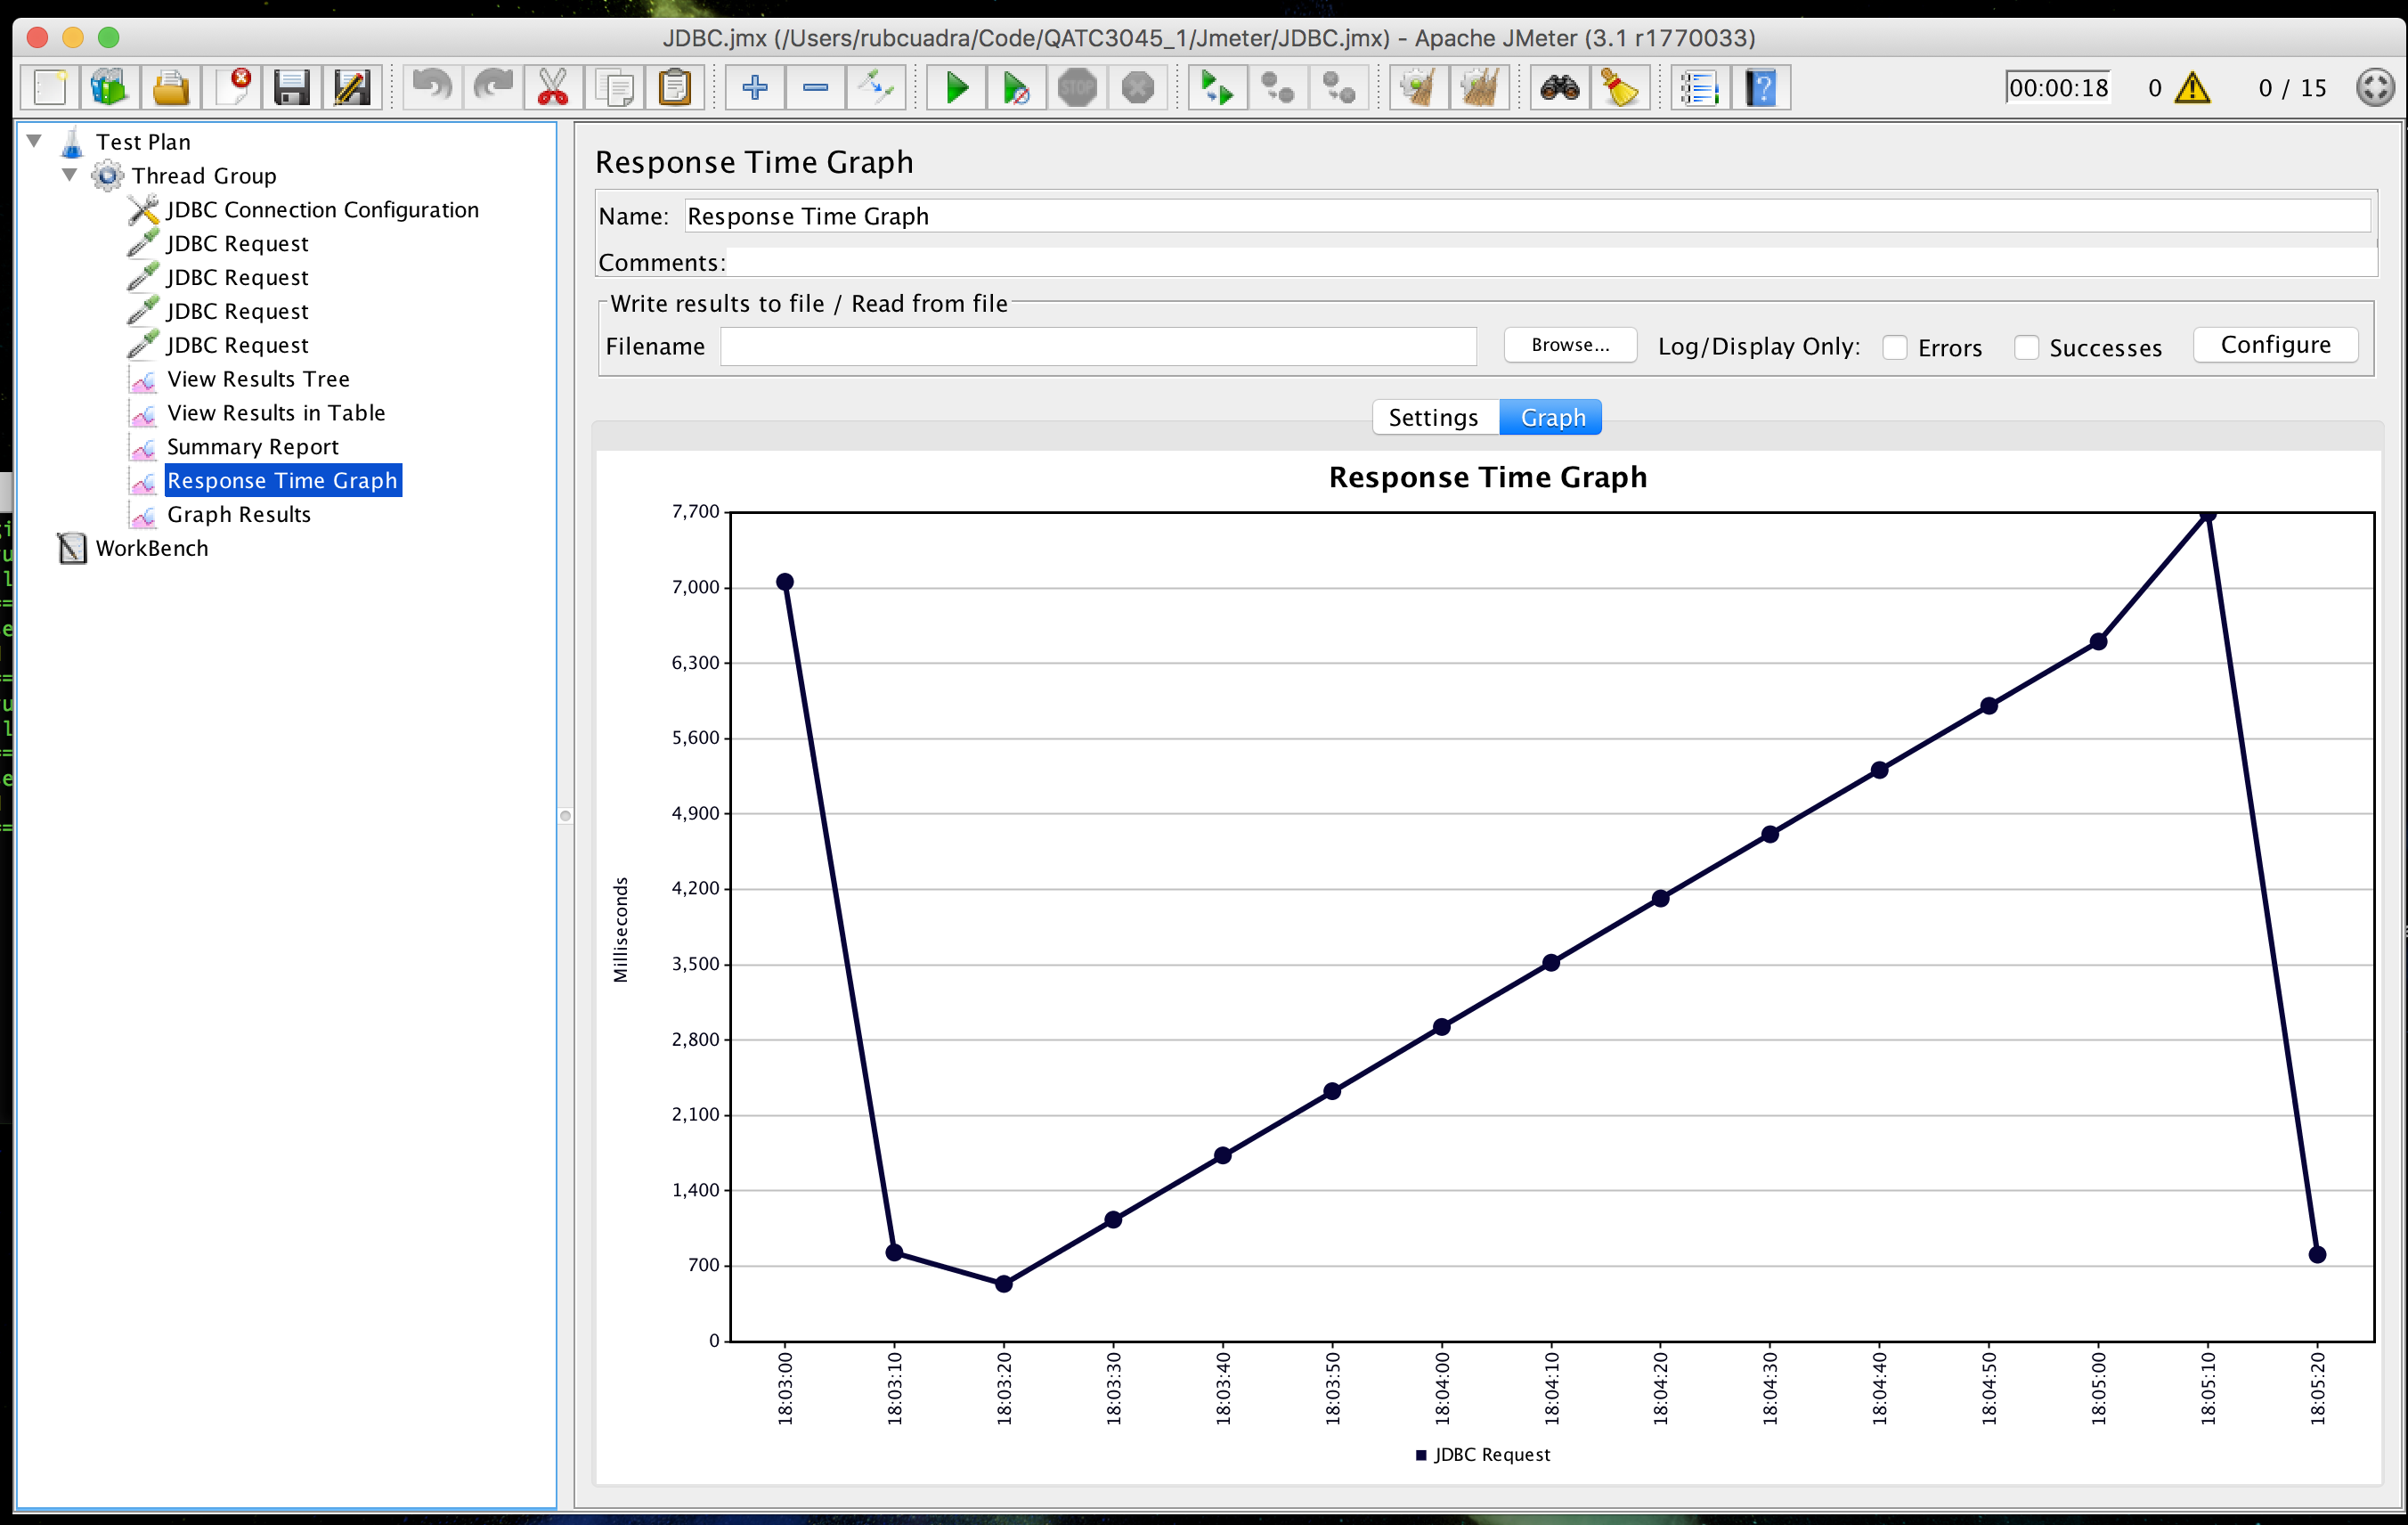 JDBC.jmx (/Users/rubcuadra/Code/QATC3045_1/Jmeter/JDBC.jmx) - Apache JMeter (3.1 r1770033)
STOP
00:00:18 0 0 / 15
Test Plan
Thread Group
JDBC Connection Configuration
JDBC Request
JDBC Request
JDBC Request
JDBC Request
View Results Tree
View Results in Table
Summary Report
Response Time Graph
Graph Results
WorkBench
Response Time Graph
Name: Response Time Graph
Comments:
Write results to file / Read from file
Filename Browse... Log/Display Only: Errors Successes Configure
Settings Graph
Response Time Graph
Milliseconds
7,700
7,000
6,300
5,600
4,900
4,200
3,500
2,800
2,100
1,400
700
0
18:03:00 18:03:10 18:03:20 18:03:30 18:03:40 18:03:50 18:04:00 18:04:10 18:04:20 18:04:30 18:04:40 18:04:50 18:05:00 18:05:10 18:05:20
JDBC Request